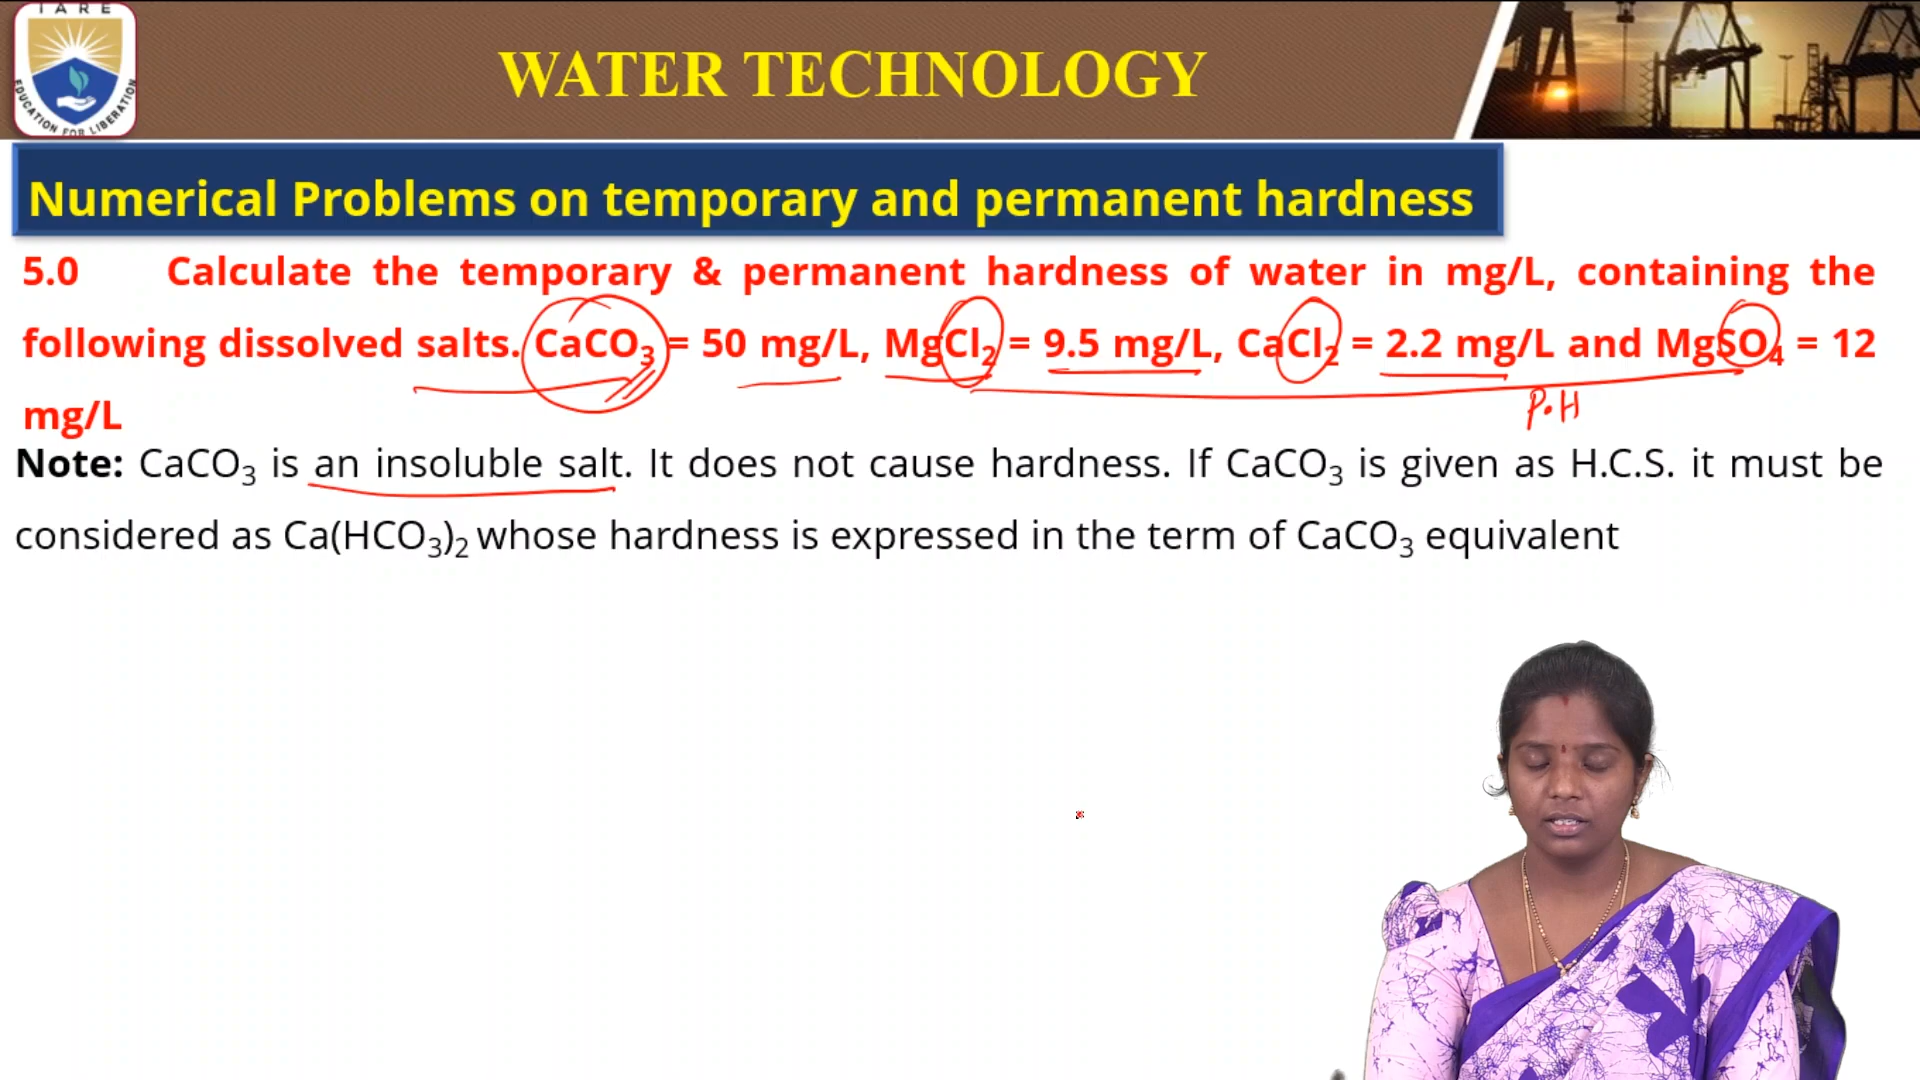 IARE
EDUCATION FOR LIBERATION
WATER TECHNOLOGY
Numerical Problems on temporary and permanent hardness
5.0 Calculate the temporary & permanent hardness of water in mg/L, containing the
following dissolved salts. CaCO₃ = 50 mg/L, MgCl₂ = 9.5 mg/L, CaCl₂ = 2.2 mg/L and MgSO₄ = 12
P.H
mg/L
Note: CaCO₃ is an insoluble salt. It does not cause hardness. If CaCO₃ is given as H.C.S. it must be
considered as Ca(HCO₃)₂ whose hardness is expressed in the term of CaCO₃ equivalent